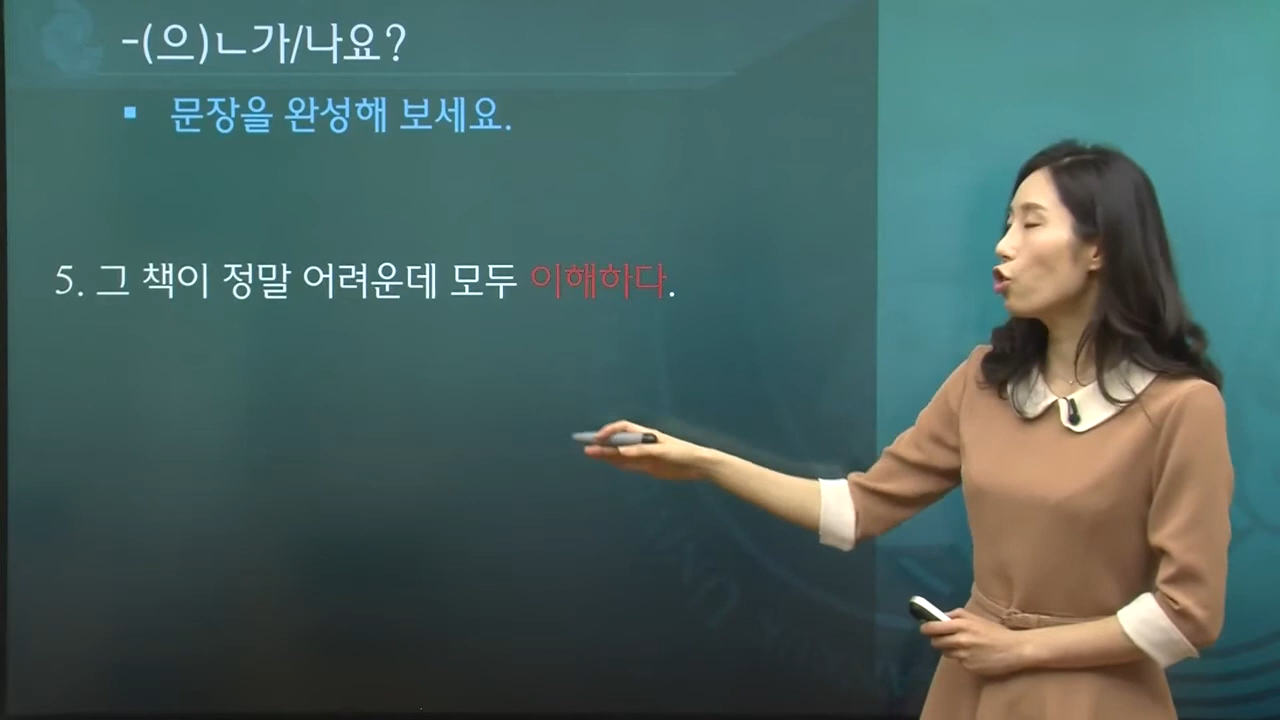 -(으)ㄴ가/나요?
▪ 문장을 완성해 보세요.
5. 그 책이 정말 어려운데 모두 이해하다.